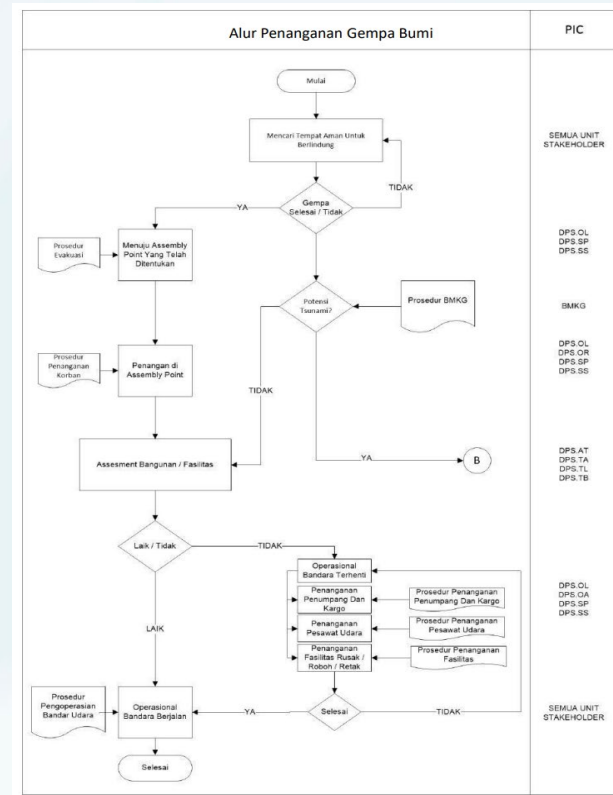 Alur Penanganan Gempa Bumi
PIC
Mulai
Mencari Tempat Aman Untuk
Berlindung
SEMUA UNIT
STAKEHOLDER
TIDAK
Gempa
Selesai / Tidak
YA
Prosedur
Evakuasi
Menuju Assembly
Point Yang Telah
Ditentukan
DPS.OL
DPS.SP
DPS.SS
Potensi
Tsunami?
Prosedur BMKG
BMKG
Prosedur
Penanganan
Korban
Penangan di
Assembly Point
DPS.OL
DPS.OR
DPS.SP
DPS.SS
TIDAK
Assesment Bangunan / Fasilitas
YA
B
DPS.AT
DPS.TA
DPS.TL
DPS.TB
Laik / Tidak
TIDAK
Operasional
Bandara Terhenti
Penanganan
Penumpang Dan
Kargo
Prosedur Penanganan
Penumpang Dan Kargo
DPS.OL
DPS.OA
DPS.SP
DPS.SS
Penanganan
Pesawat Udara
Prosedur Penanganan
Pesawat Udara
LAIK
Penanganan
Fasilitas Rusak /
Roboh / Retak
Prosedur Penanganan
Fasilitas
Prosedur
Pengoperasian
Bandar Udara
Operasional
Bandara Berjalan
YA
Selesai
TIDAK
SEMUA UNIT
STAKEHOLDER
Selesai